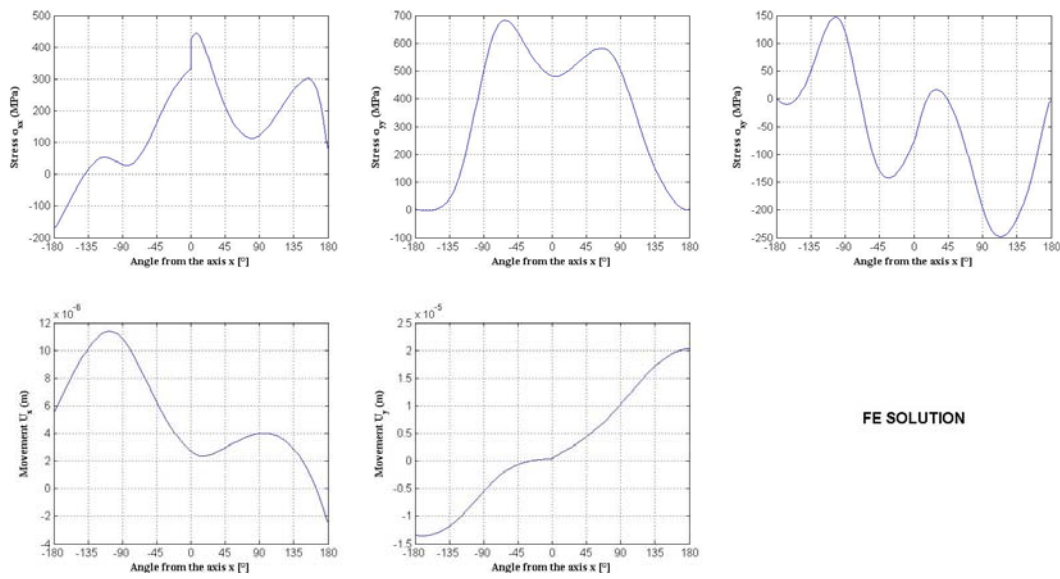 500
400
300
200
100
0
-100
-200
-180 -135 -90 -45 0 45 90 135 180
Stress σxx (MPa)
Angle from the axis x [°]
700
600
500
400
300
200
100
0
-100
-180 -135 -90 -45 0 45 90 135 180
Stress σyy (MPa)
Angle from the axis x [°]
150
100
50
0
-50
-100
-150
-200
-250
-180 -135 -90 -45 0 45 90 135 180
Stress σxy (MPa)
Angle from the axis x [°]
x 10⁻⁶
12
10
8
6
4
2
0
-2
-4
-180 -135 -90 -45 0 45 90 135 180
Movement Ux (m)
Angle from the axis x [°]
x 10⁻⁵
2.5
2
1.5
1
0.5
0
-0.5
-1
-1.5
-180 -135 -90 -45 0 45 90 135 180
Movement Uy (m)
Angle from the axis x [°]
FE SOLUTION